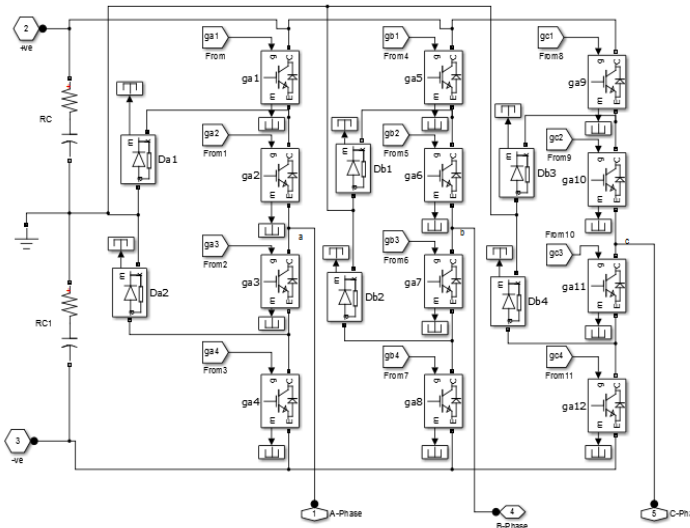 2
+ve
RC
RC1
3
-ve
ga1
From
ga1
g
C
m
E
ga2
From1
ga2
g
C
m
E
ga3
From2
ga3
g
C
m
E
ga4
From3
ga4
g
C
m
E
Da1
m
Da2
m
a
1
A-Phase
gb1
From4
ga5
g
C
m
E
gb2
From5
ga6
g
C
m
E
gb3
From6
ga7
g
C
m
E
gb4
From7
ga8
g
C
m
E
Db1
m
Db2
m
b
4
B-Phase
gc1
From8
ga9
g
C
m
E
gc2
From9
ga10
g
C
m
E
From10
gc3
ga11
g
C
m
E
gc4
From11
ga12
g
C
m
E
Db3
m
Db4
m
c
5
C-Pha